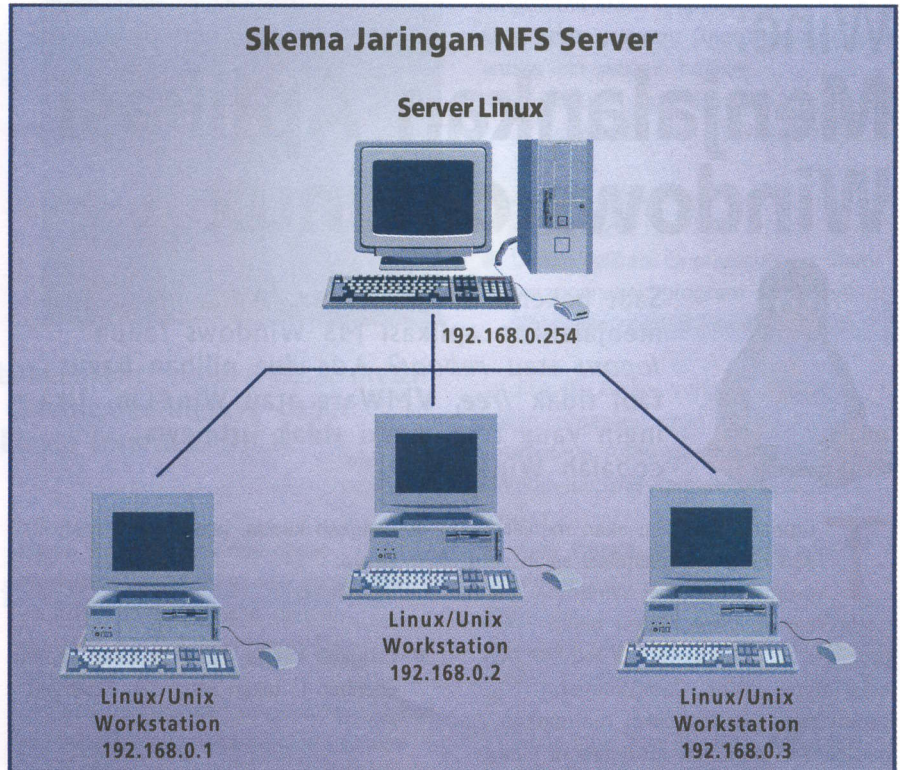 Skema Jaringan NFS Server
Server Linux
192.168.0.254
Linux/Unix
Workstation
192.168.0.1
Linux/Unix
Workstation
192.168.0.2
Linux/Unix
Workstation
192.168.0.3